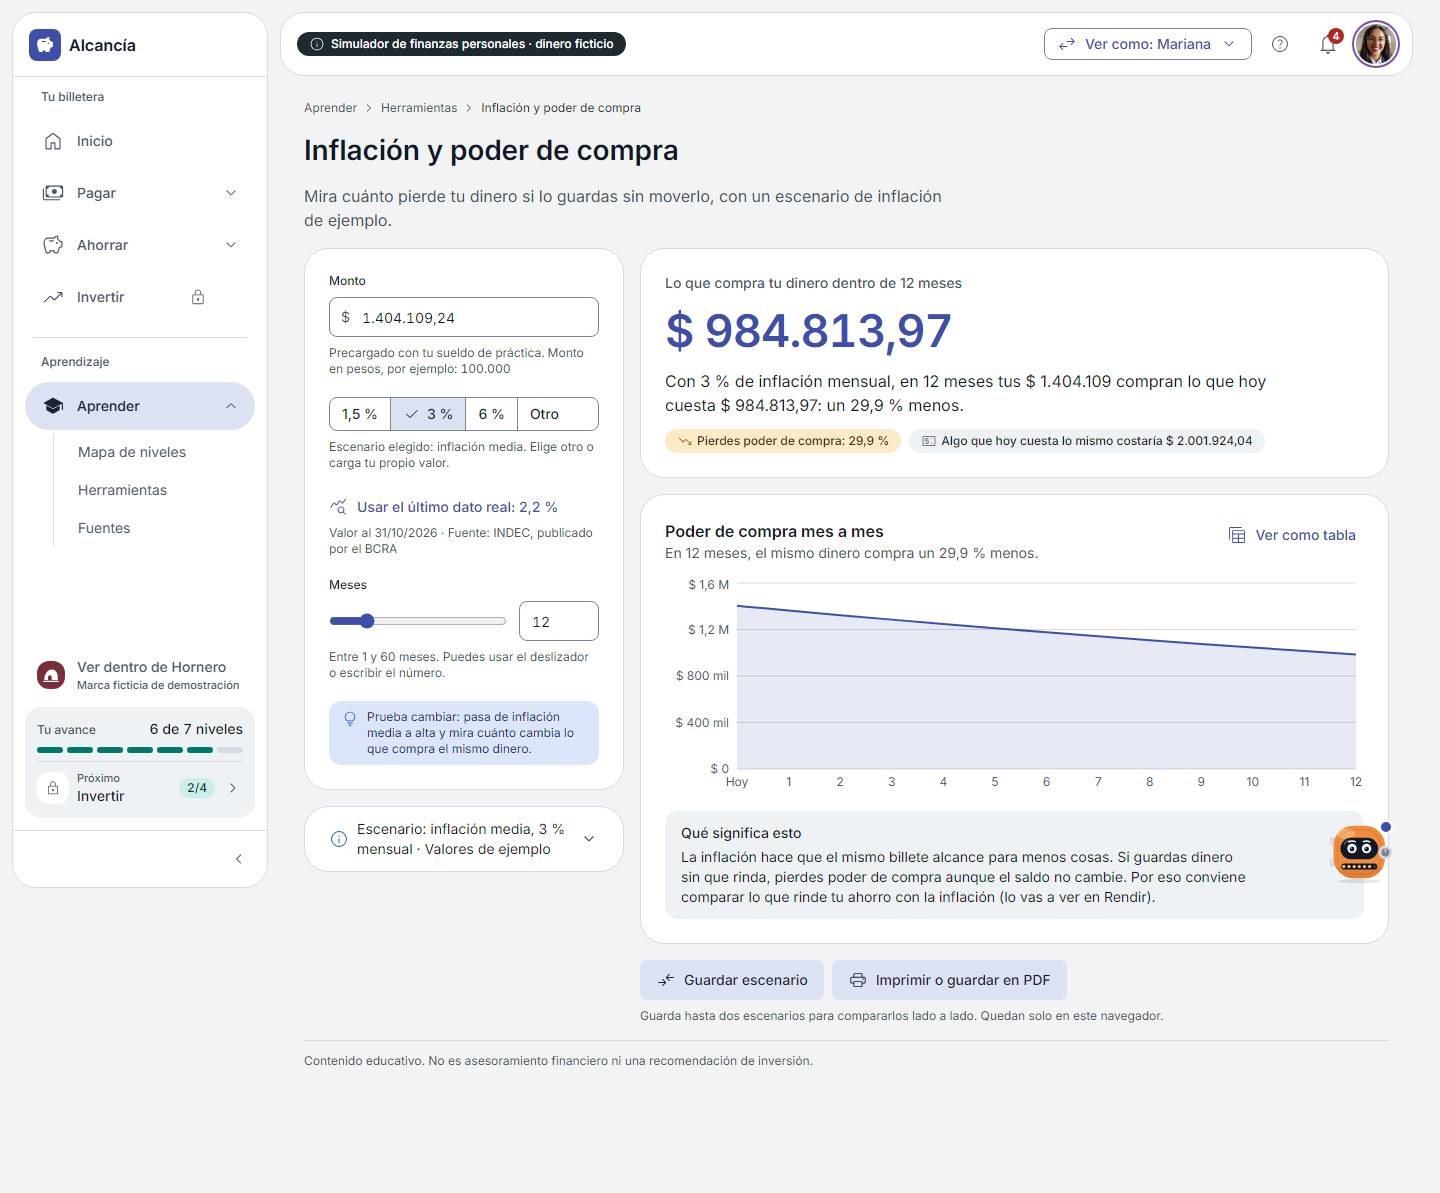 Alcancía
Simulador de finanzas personales · dinero ficticio
Ver como: Mariana
4
Tu billetera
Inicio
Pagar
Ahorrar
Invertir
Aprendizaje
Aprender
Mapa de niveles
Herramientas
Fuentes
Ver dentro de Hornero
Marca ficticia de demostración
Tu avance
6 de 7 niveles
Próximo
Invertir
2/4
Aprender
Herramientas
Inflación y poder de compra
Inflación y poder de compra
Mira cuánto pierde tu dinero si lo guardas sin moverlo, con un escenario de inflación
de ejemplo.
Monto
$ 1.404.109,24
Precargado con tu sueldo de práctica. Monto
en pesos, por ejemplo: 100.000
1,5 %
3 %
6 %
Otro
Escenario elegido: inflación media. Elige otro o
carga tu propio valor.
Usar el último dato real: 2,2 %
Valor al 31/10/2026 · Fuente: INDEC, publicado
por el BCRA
Meses
12
Entre 1 y 60 meses. Puedes usar el deslizador
o escribir el número.
Prueba cambiar: pasa de inflación
media a alta y mira cuánto cambia lo
que compra el mismo dinero.
Escenario: inflación media, 3 %
mensual · Valores de ejemplo
Lo que compra tu dinero dentro de 12 meses
$ 984.813,97
Con 3 % de inflación mensual, en 12 meses tus $ 1.404.109 compran lo que hoy
cuesta $ 984.813,97: un 29,9 % menos.
Pierdes poder de compra: 29,9 %
Algo que hoy cuesta lo mismo costaría $ 2.001.924,04
Poder de compra mes a mes
En 12 meses, el mismo dinero compra un 29,9 % menos.
Ver como tabla
$ 1,6 M
$ 1,2 M
$ 800 mil
$ 400 mil
$ 0
Hoy 1 2 3 4 5 6 7 8 9 10 11 12
Qué significa esto
La inflación hace que el mismo billete alcance para menos cosas. Si guardas dinero
sin que rinda, pierdes poder de compra aunque el saldo no cambie. Por eso conviene
comparar lo que rinde tu ahorro con la inflación (lo vas a ver en Rendir).
Guardar escenario
Imprimir o guardar en PDF
Guarda hasta dos escenarios para compararlos lado a lado. Quedan solo en este navegador.
Contenido educativo. No es asesoramiento financiero ni una recomendación de inversión.